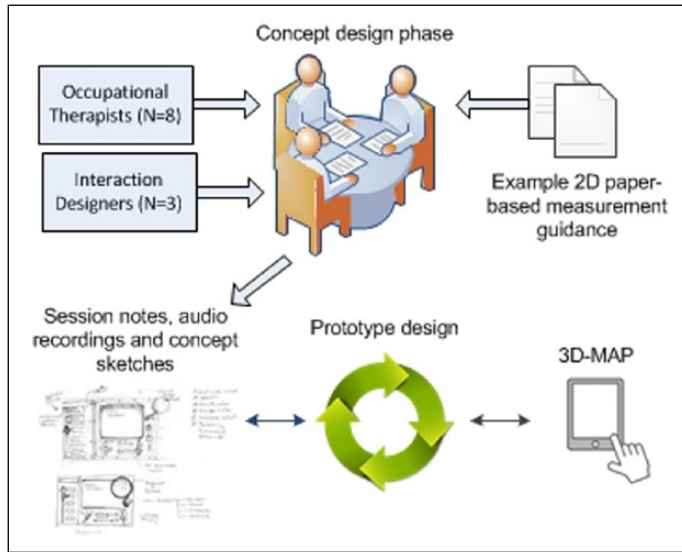 Concept design phase
Occupational
Therapists (N=8)
Interaction
Designers (N=3)
Example 2D paper-
based measurement
guidance
Session notes, audio
recordings and concept
sketches
Prototype design
3D-MAP